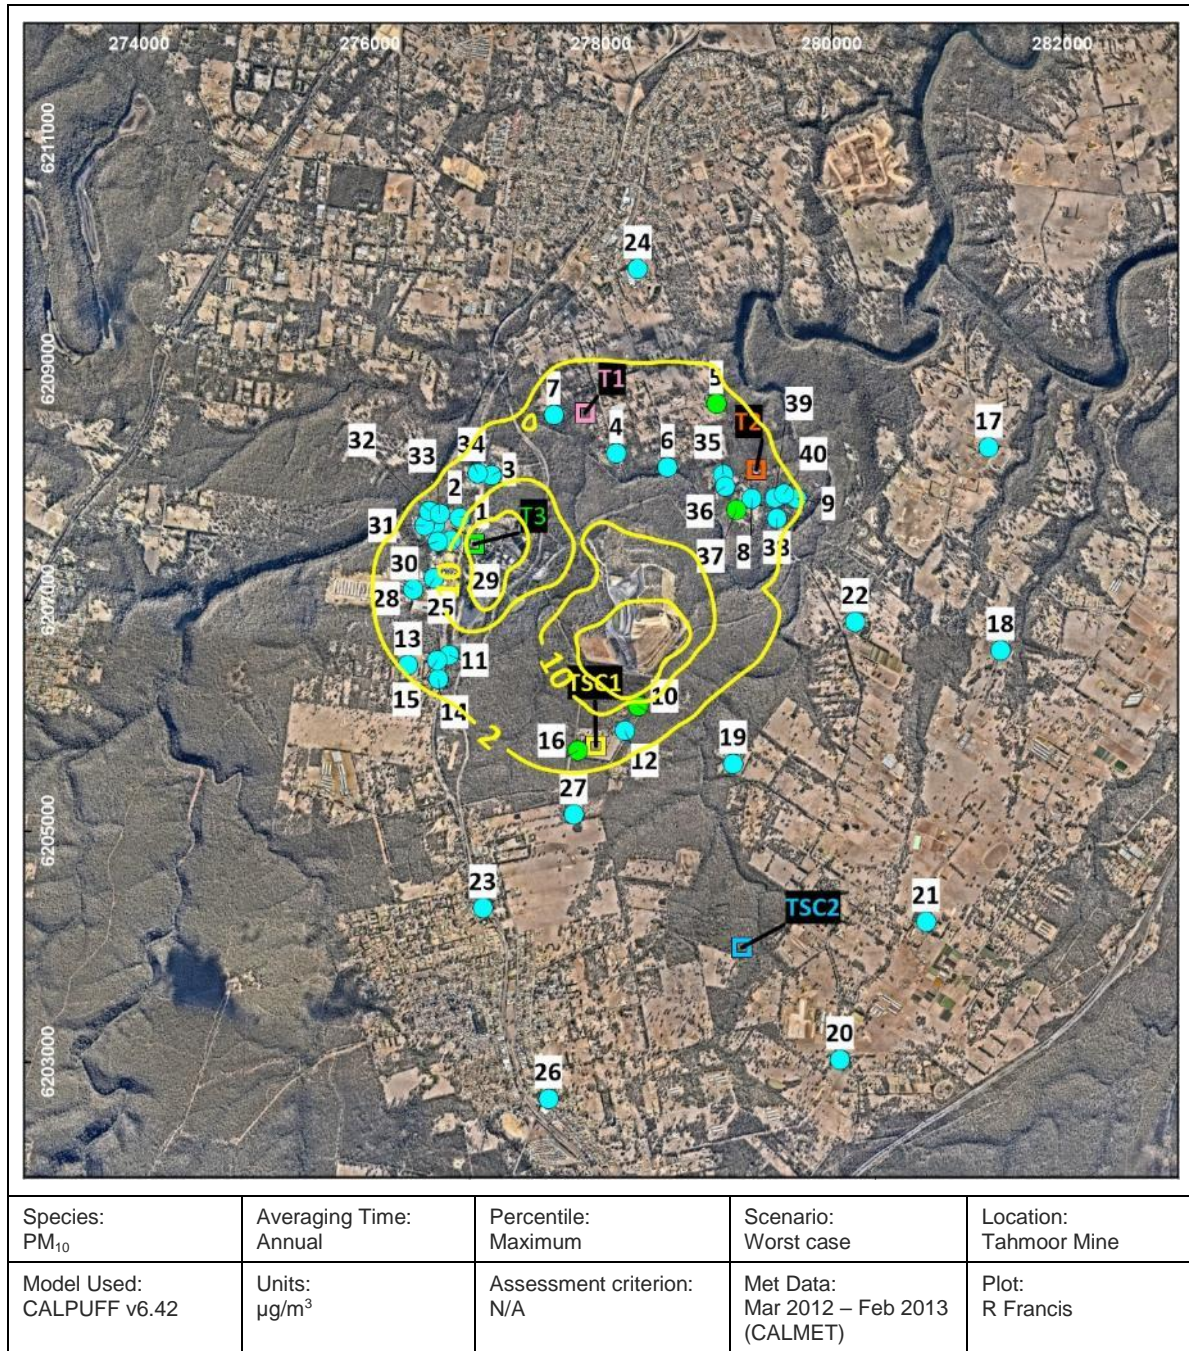 274000 276000 278000 280000 282000
6211000
24
6209000
7 T1 5
39
4 T2
17
32 33 34 3 6 35 40
2 1 T3 36 9
31
37 8 38
30 10 29
6207000
28 25
22
13 11
18
10
TSC1 10
15 14
2
16 12 19
27
6205000
23
TSC2 21
6203000
20
26
Species:
PM₁₀
Averaging Time:
Annual
Percentile:
Maximum
Scenario:
Worst case
Location:
Tahmoor Mine
Model Used:
CALPUFF v6.42
Units:
µg/m³
Assessment criterion:
N/A
Met Data:
Mar 2012 – Feb 2013
(CALMET)
Plot:
R Francis